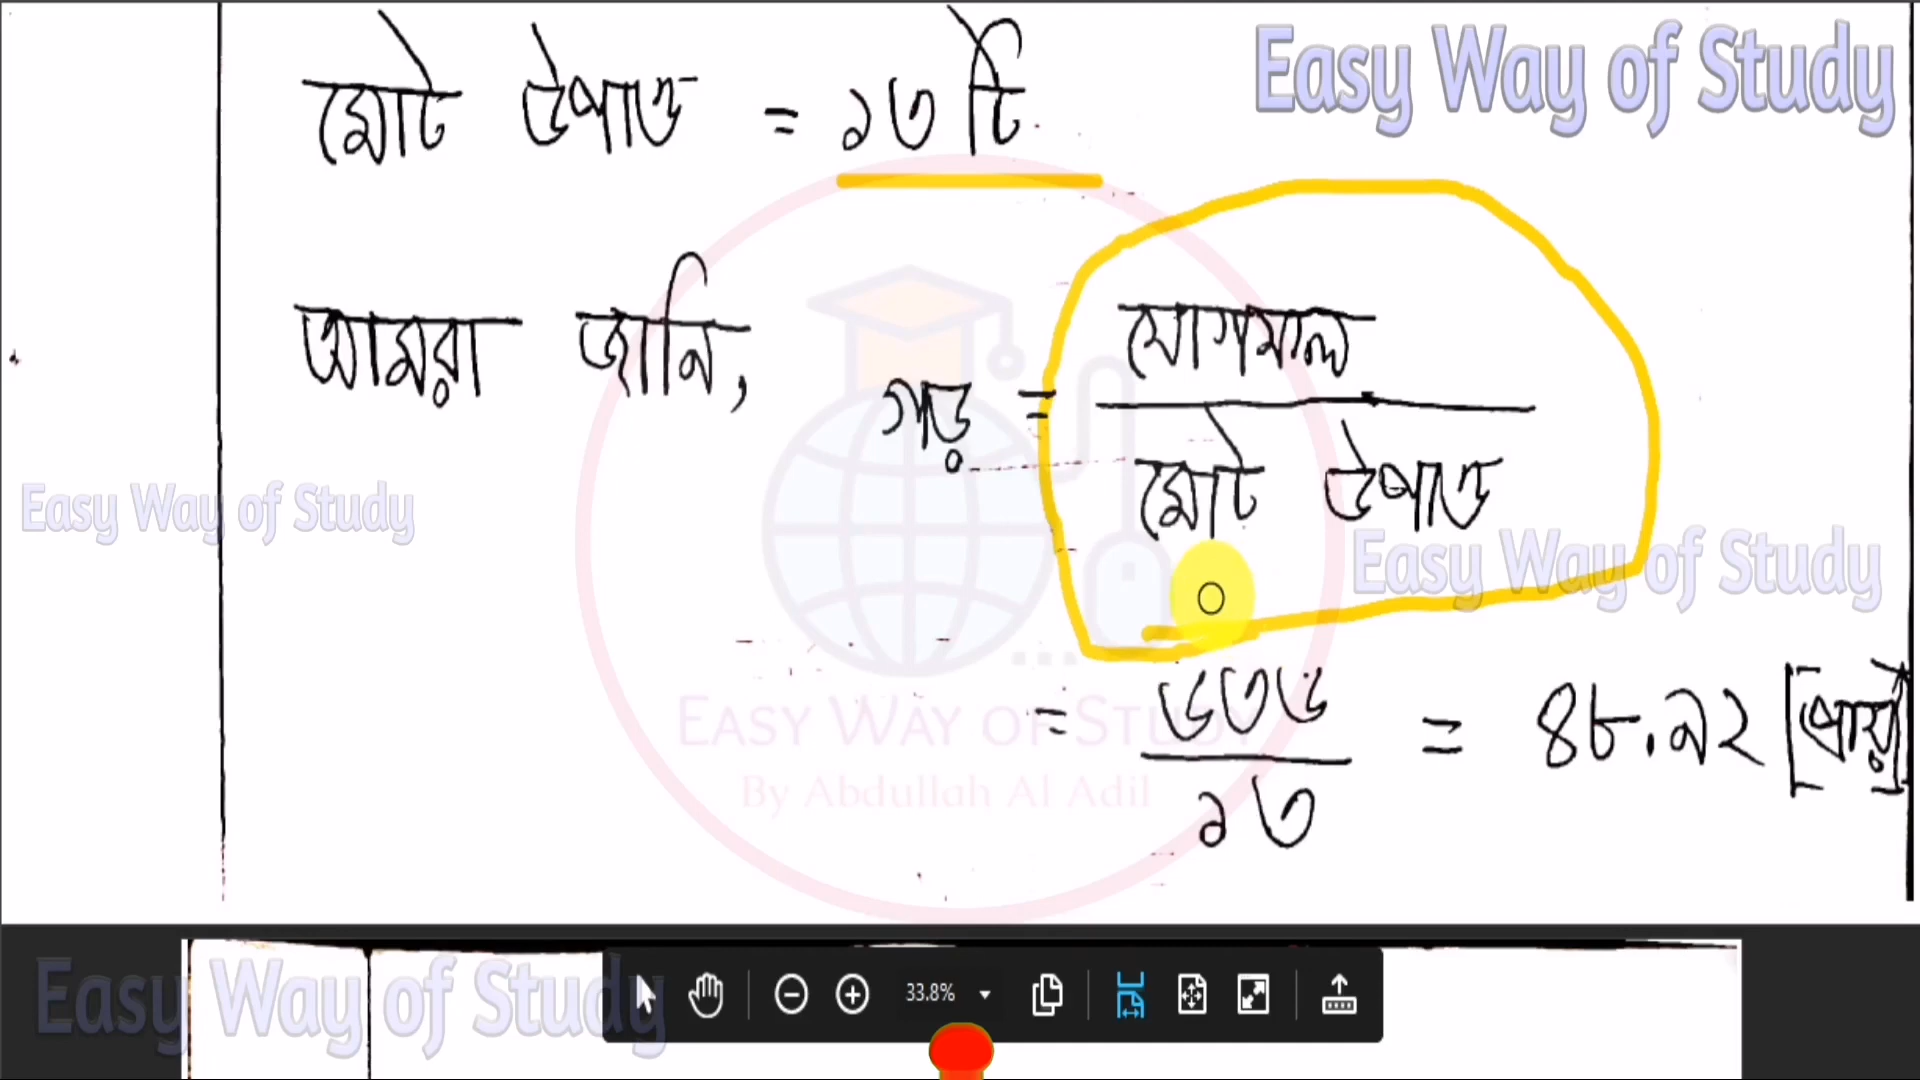 মোট উপাত্ত = ১৩ টি
Easy Way of Study
আমরা জানি,
গড় = যোগফল
মোট উপাত্ত
Easy Way of Study
Easy Way of Study
= ৬৩৬ = ৪৮.৯২ [প্রায়]
১৩
EASY WAY OF STUDY
By Abdullah Al Adil
Easy Way of Study
33.8%